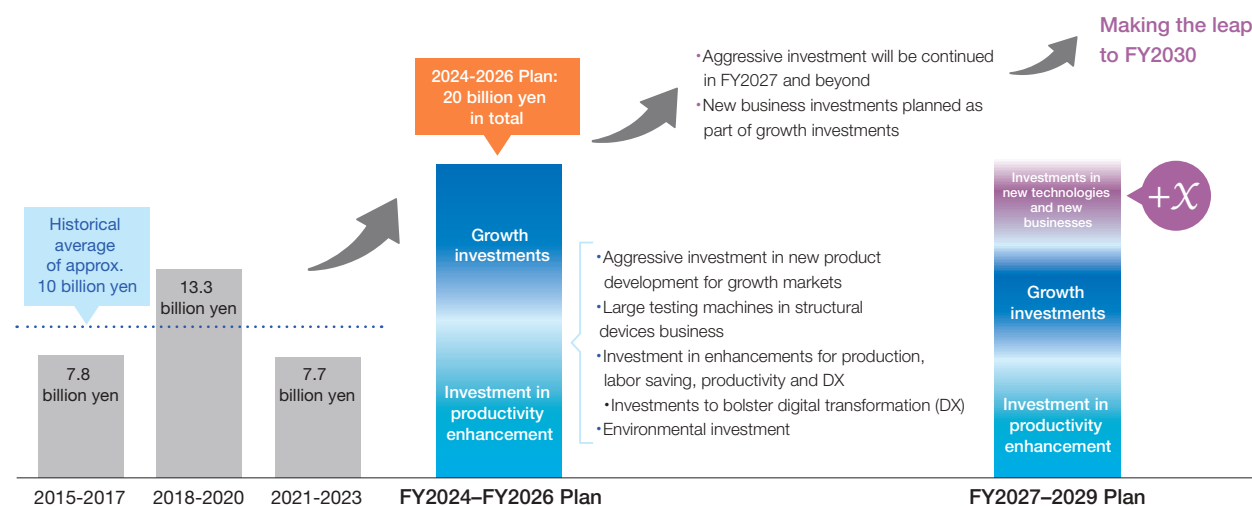 Making the leap
to FY2030
・Aggressive investment will be continued
in FY2027 and beyond
・New business investments planned as
part of growth investments
2024-2026 Plan:
20 billion yen
in total
Historical
average
of approx.
10 billion yen
7.8
billion yen
13.3
billion yen
7.7
billion yen
Growth
investments
Investment in
productivity
enhancement
・Aggressive investment in new product
development for growth markets
・Large testing machines in structural
devices business
・Investment in enhancements for production,
labor saving, productivity and DX
・Investments to bolster digital transformation (DX)
・Environmental investment
Investments in
new technologies
and new
businesses
+X
Growth
investments
Investment in
productivity
enhancement
2015-2017
2018-2020
2021-2023
FY2024–FY2026 Plan
FY2027–2029 Plan